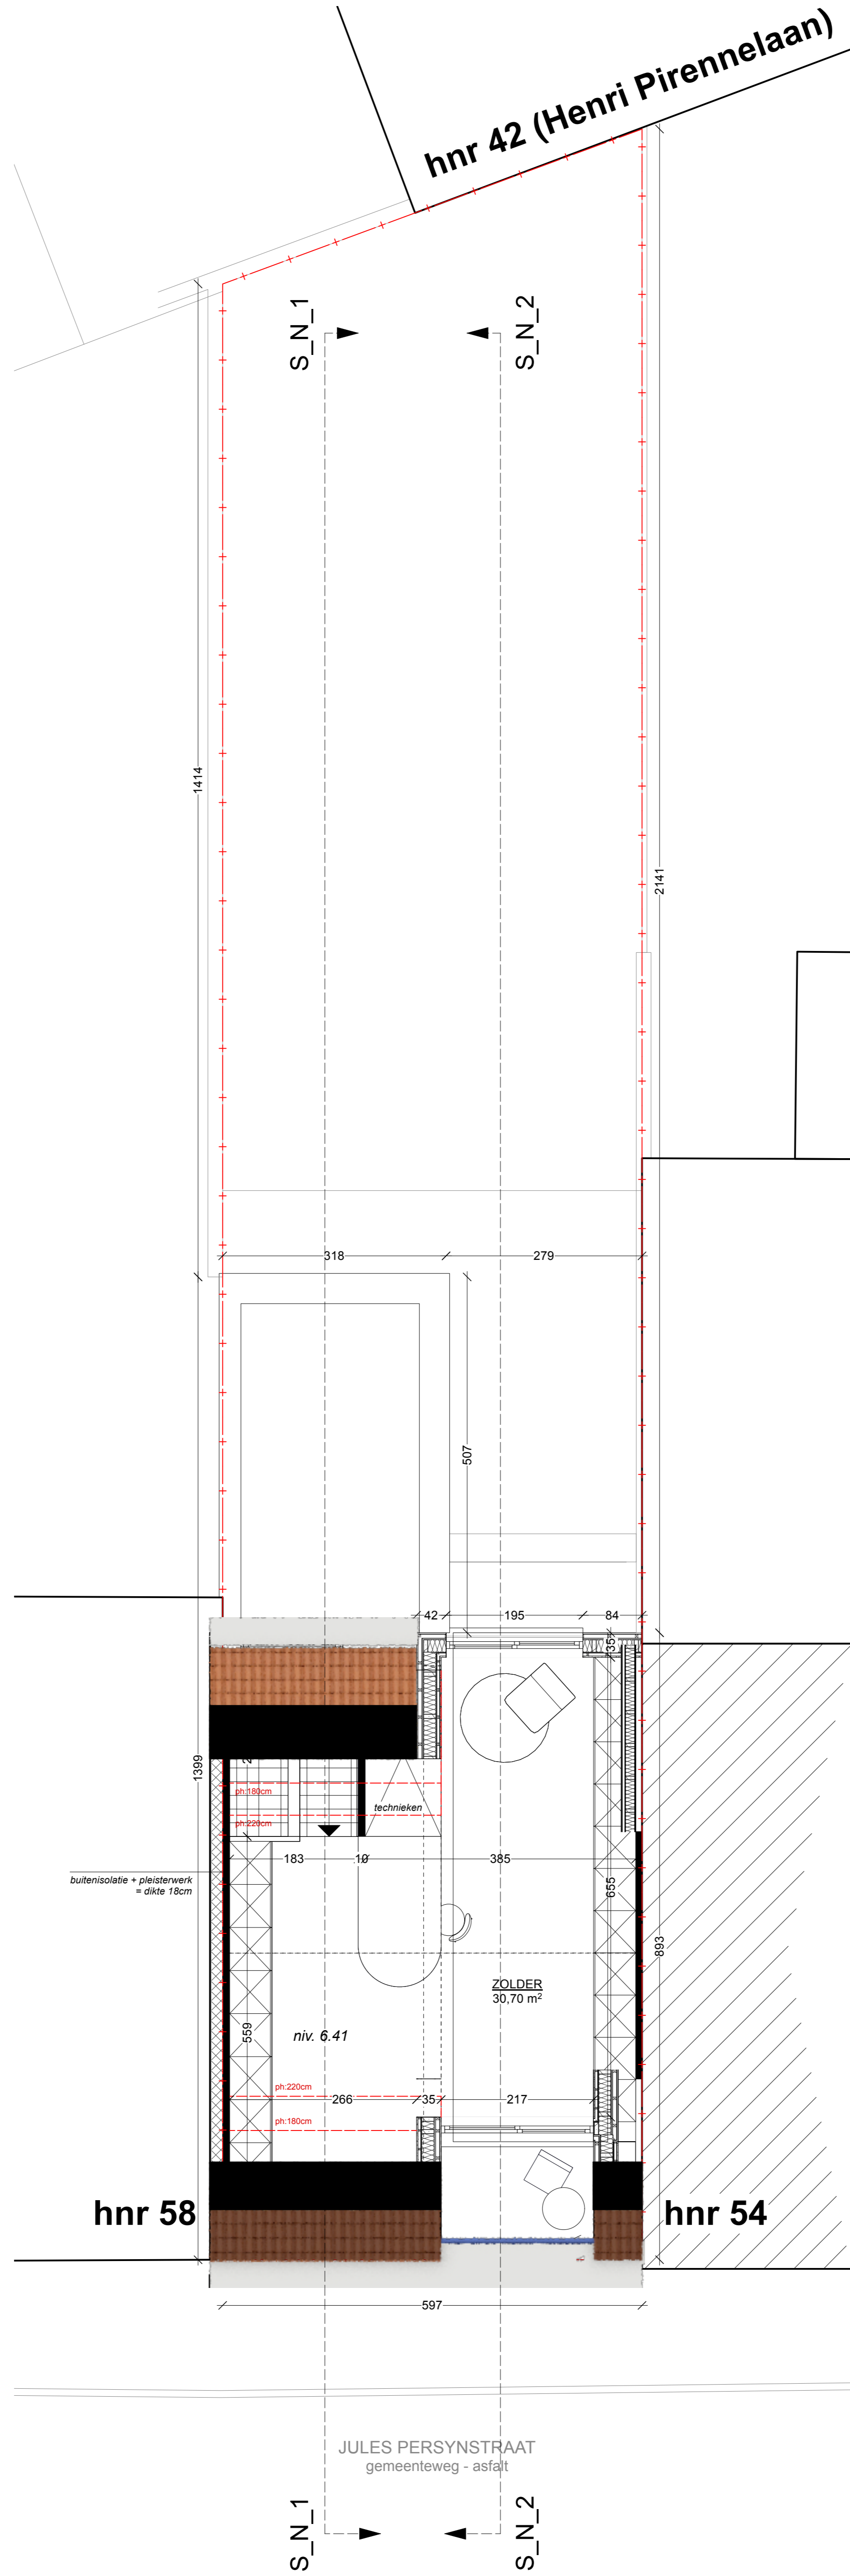 hnr 42 (Henri Pirennelaan)
S_N_1
S_N_2
1414
2141
318
279
507
42
195
84
35
1399
2
ph:180cm
technieken
ph:220cm
183
10
385
buitenisolatie + pleisterwerk
= dikte 18cm
655
893
ZOLDER
30,70 m²
niv. 6.41
559
ph:220cm
266
35
217
ph:180cm
hnr 58
hnr 54
597
JULES PERSYNSTRAAT
gemeenteweg - asfalt
S_N_1
S_N_2